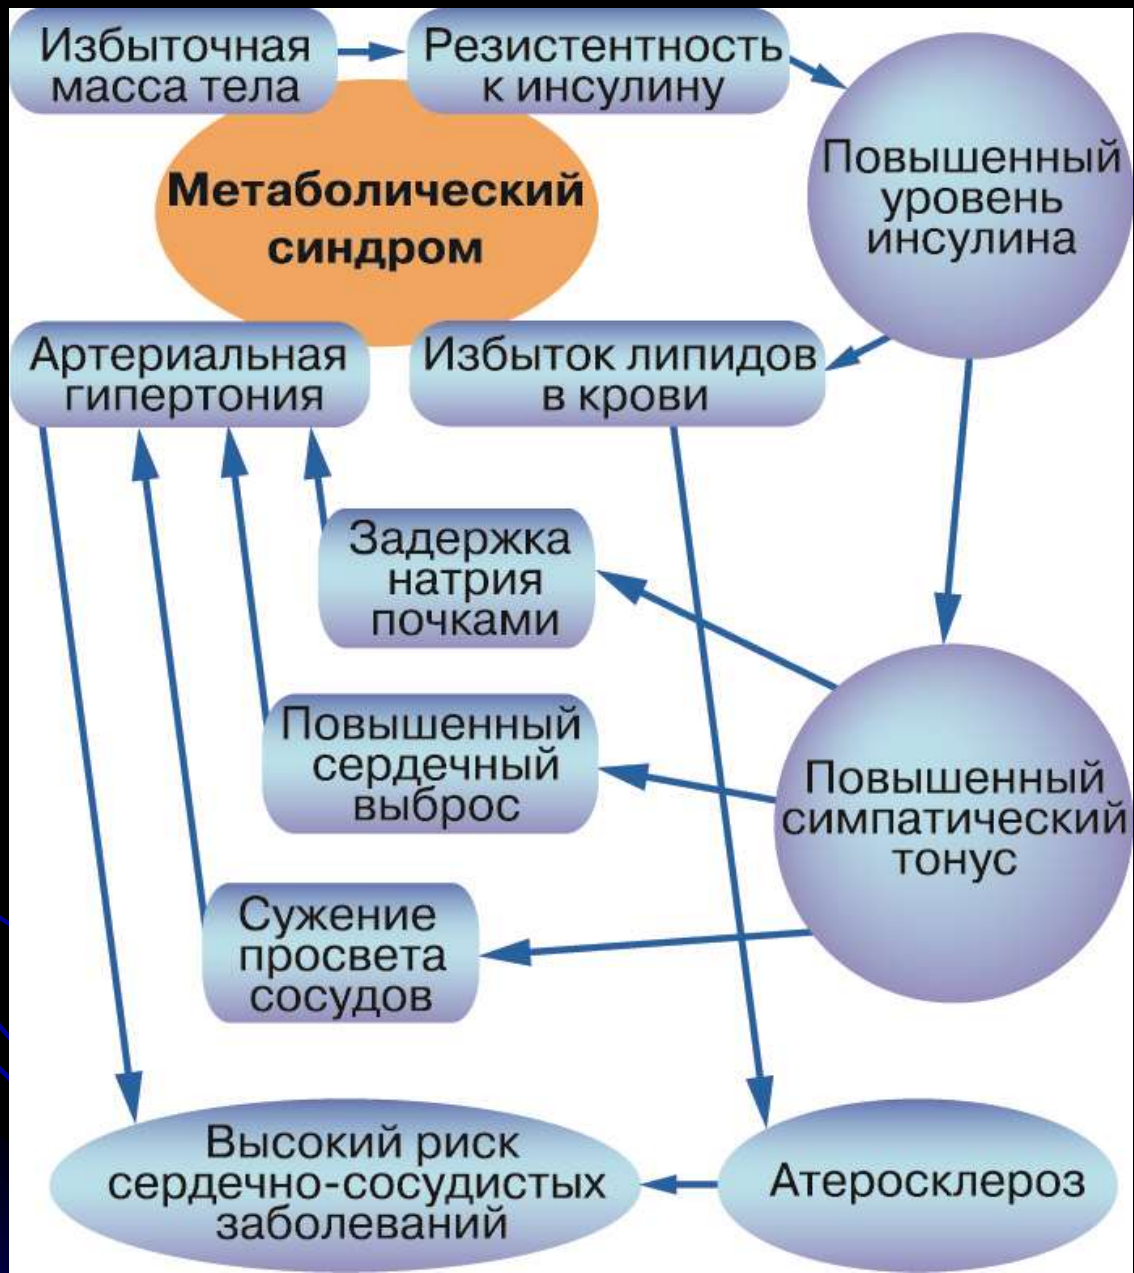 Избыточная
масса тела
Резистентность
к инсулину
Повышенный
уровень
инсулина
Метаболический
синдром
Артериальная
гипертония
Избыток липидов
в крови
Задержка
натрия
почками
Повышенный
сердечный
выброс
Повышенный
симпатический
тонус
Сужение
просвета
сосудов
Высокий риск
сердечно-сосудистых
заболеваний
Атеросклероз